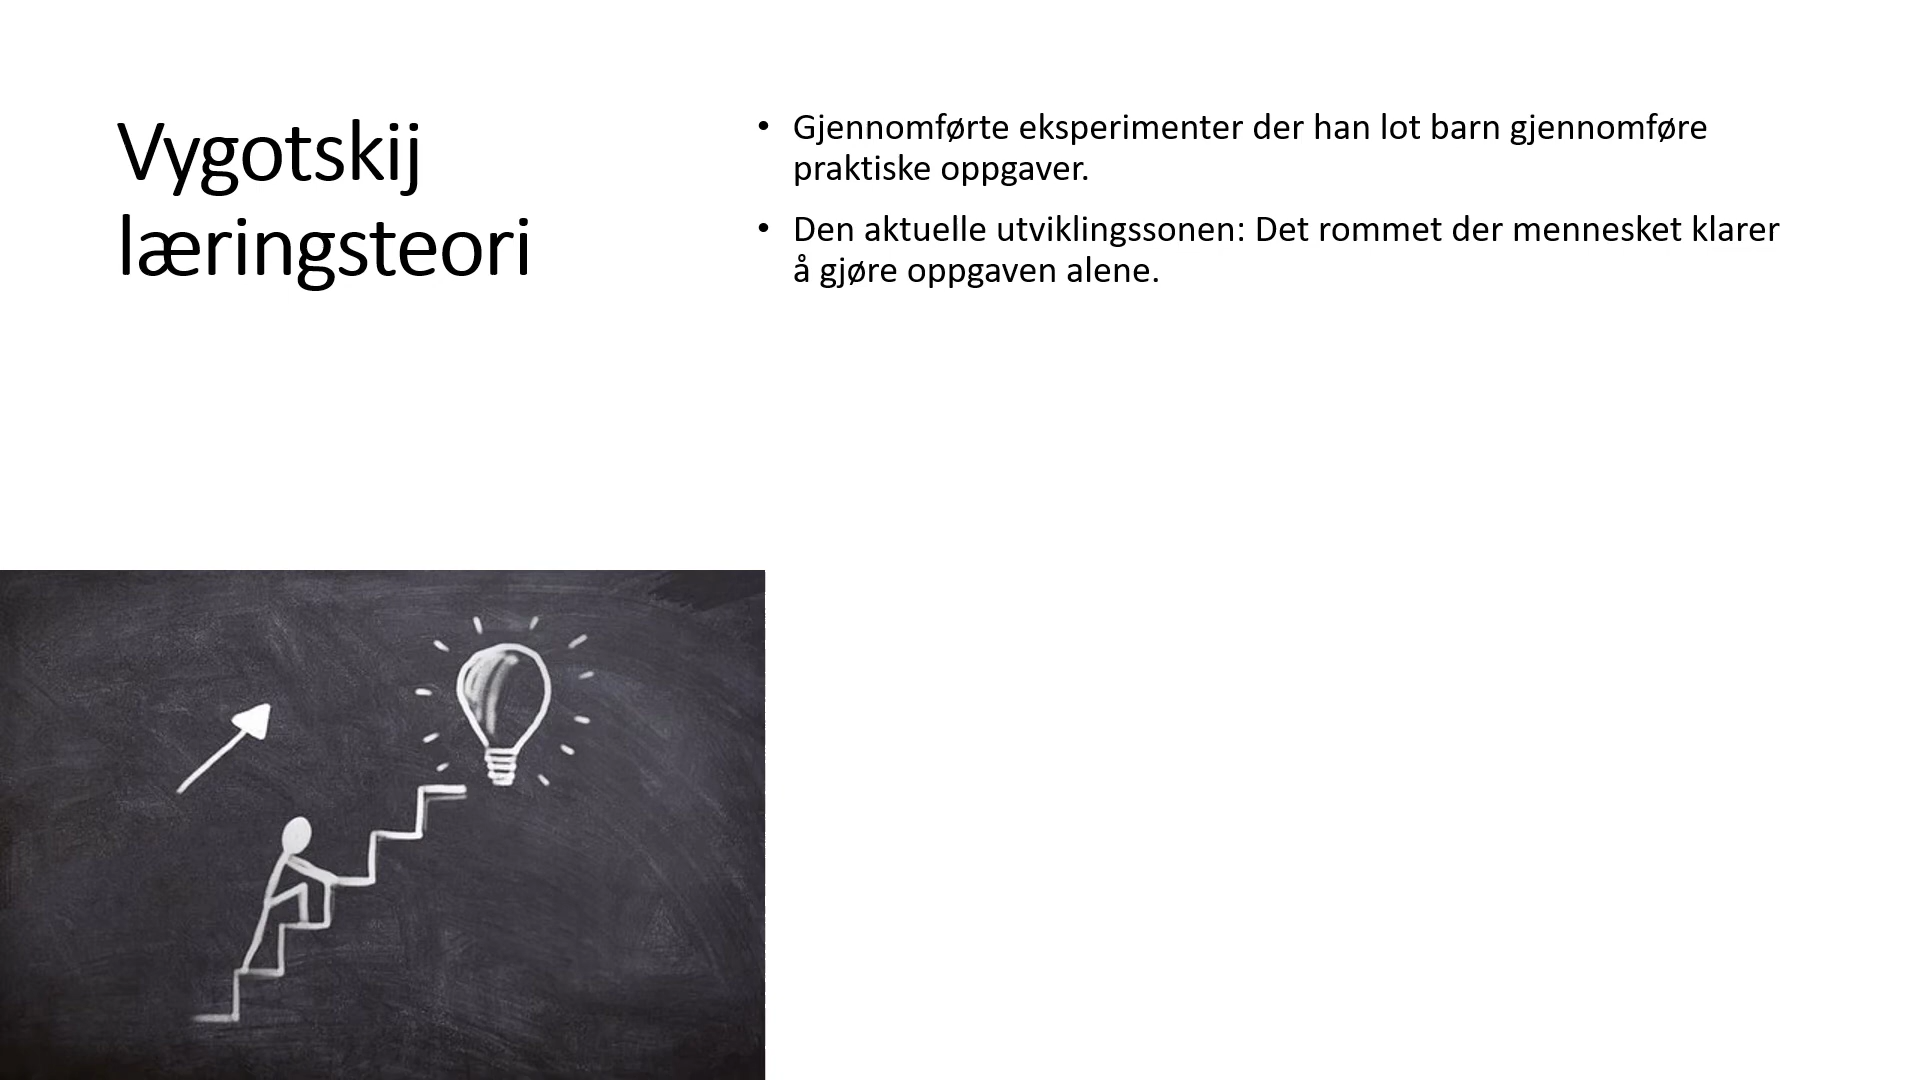 Vygotskij
læringsteori
• Gjennomførte eksperimenter der han lot barn gjennomføre
praktiske oppgaver.
• Den aktuelle utviklingssonen: Det rommet der mennesket klarer
å gjøre oppgaven alene.